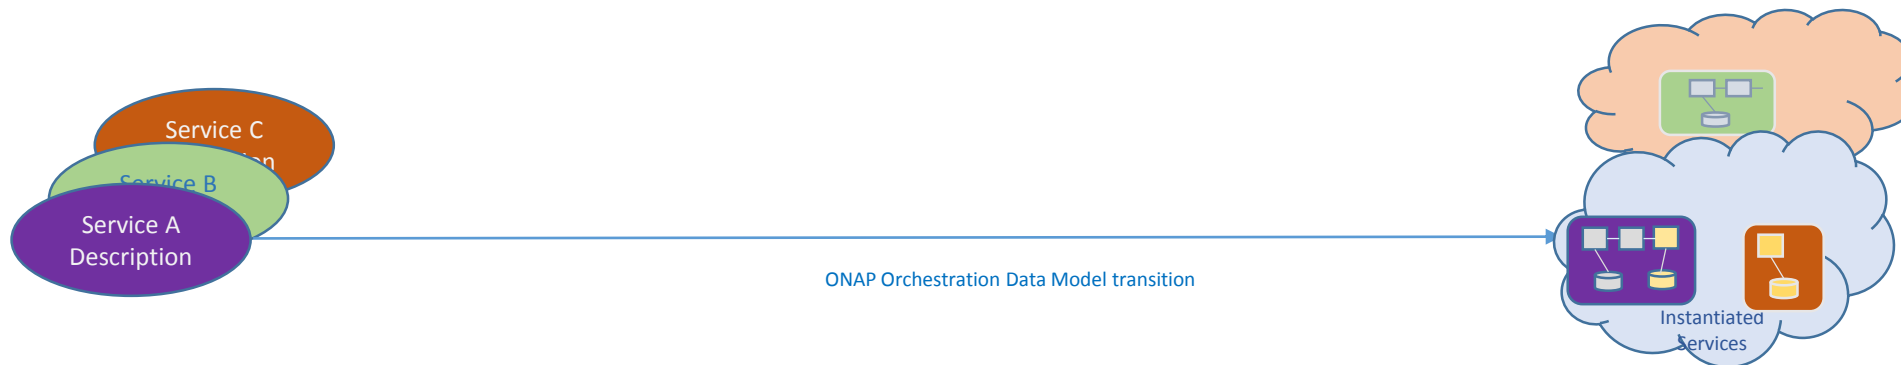 Service C
Service B
Service A
Description
ONAP Orchestration Data Model transition
Instantiated
Services